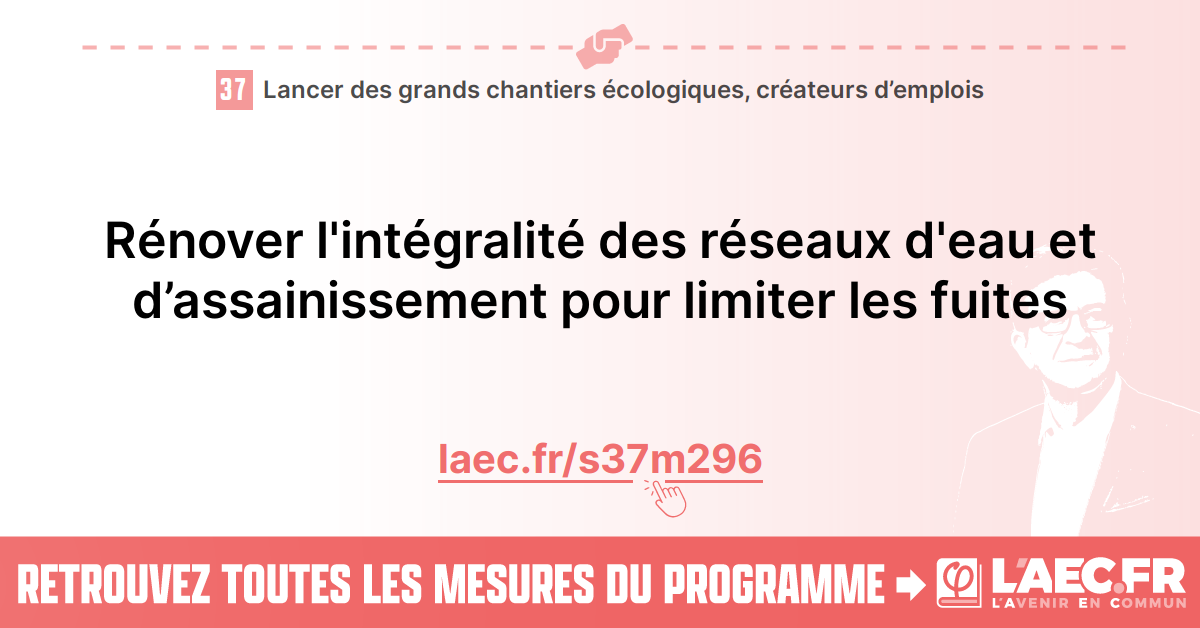 37 Lancer des grands chantiers écologiques, créateurs d’emplois
Rénover l'intégralité des réseaux d'eau et
d’assainissement pour limiter les fuites
laec.fr/s37m296
RETROUVEZ TOUTES LES MESURES DU PROGRAMME
φ L'AEC.FR
L'AVENIR EN COMMUN